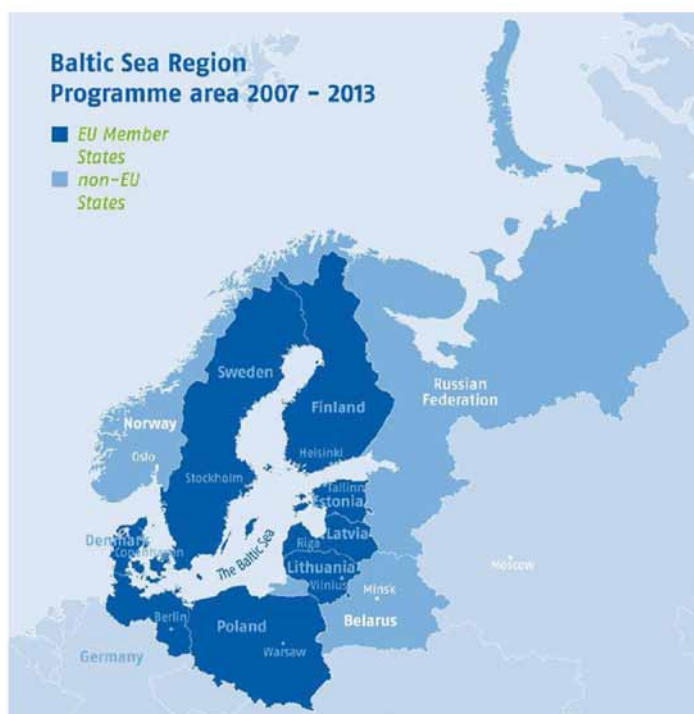 Baltic Sea Region
Programme area 2007 - 2013
EU Member
States
non-EU
States
Sweden
Finland
Russian
Federation
Norway
Oslo
Helsinki
Stockholm
Tallinn
Estonia
Denmark
Copenhagen
The Baltic Sea
Riga
Latvia
Moscow
Lithuania
Vilnius
Minsk
Belarus
Berlin
Poland
Germany
Warsaw